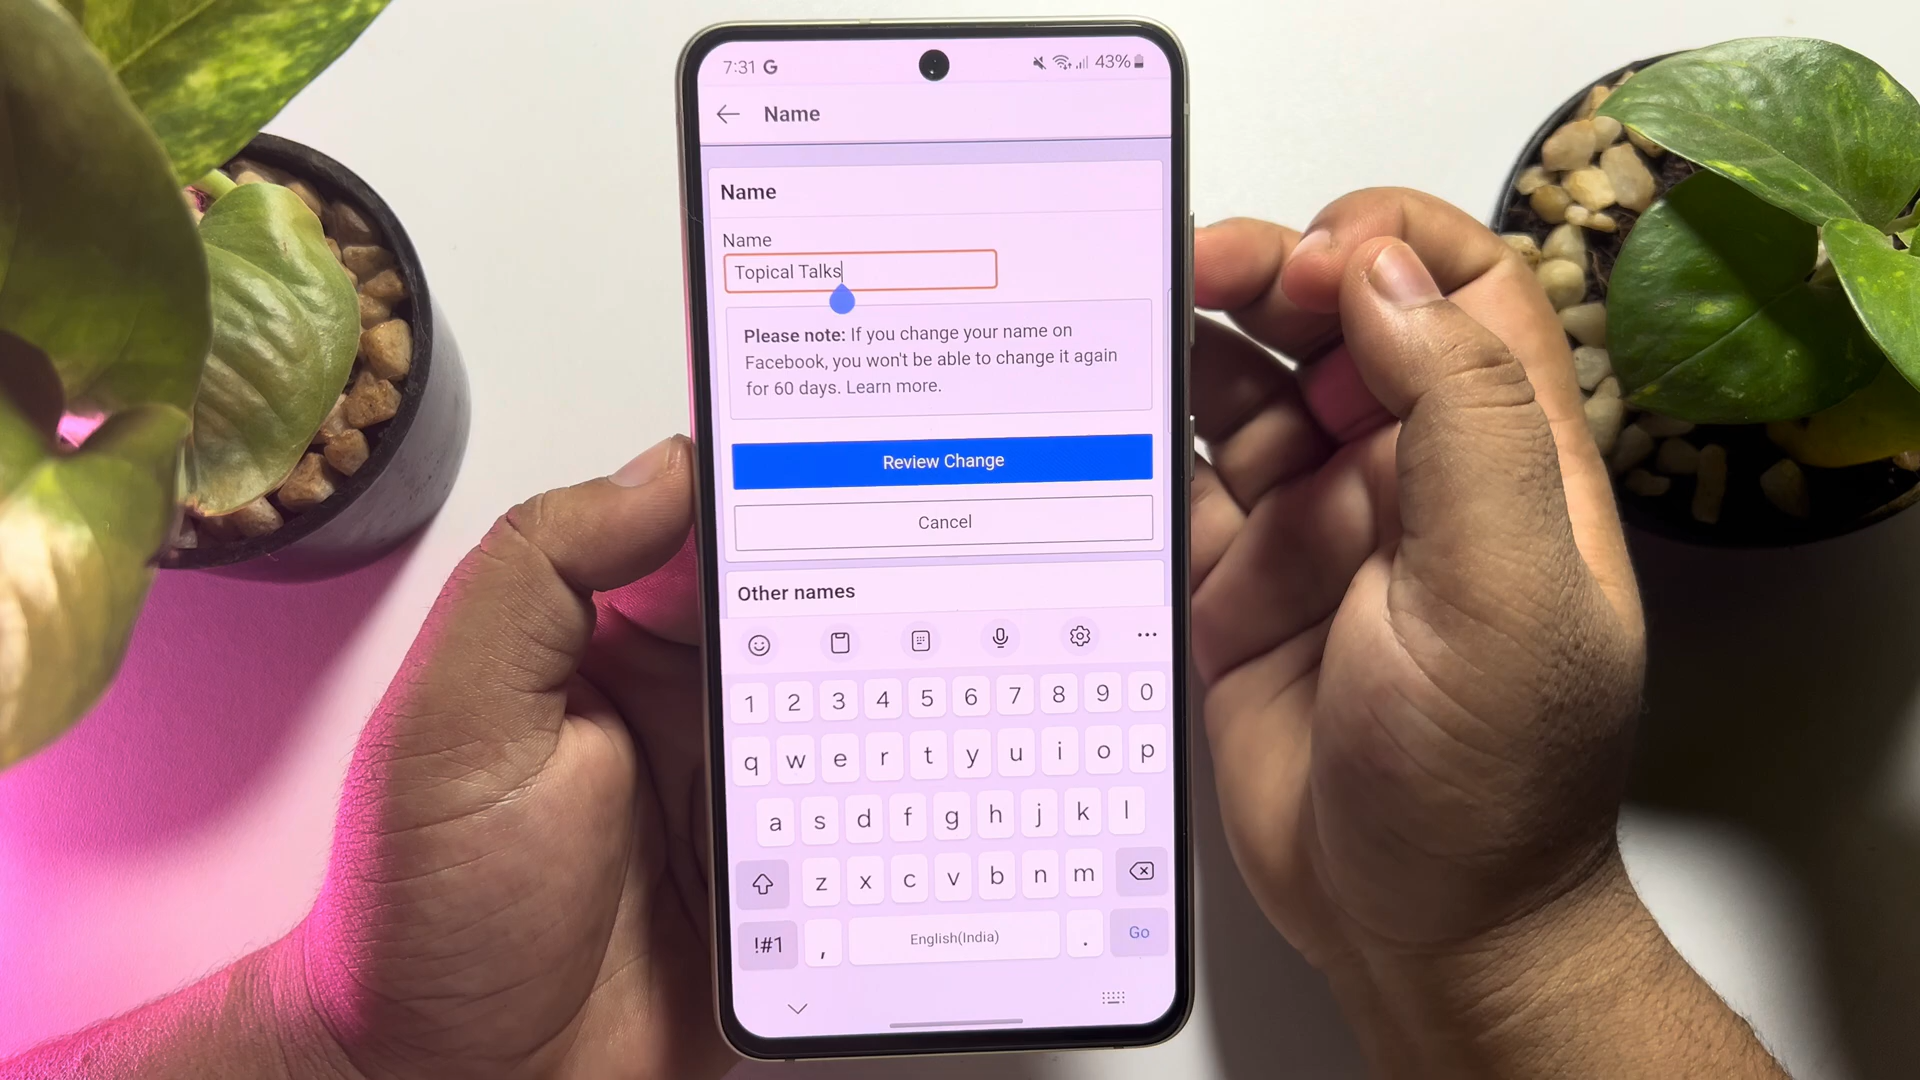 7:31 G 43%
Name
Name
Name
Topical Talks
Please note: If you change your name on
Facebook, you won't be able to change it again
for 60 days. Learn more.
Review Change
Cancel
Other names
1 2 3 4 5 6 7 8 9 0
q w e r t y u i o p
a s d f g h j k l
z x c v b n m
!#1 , English(India) . Go